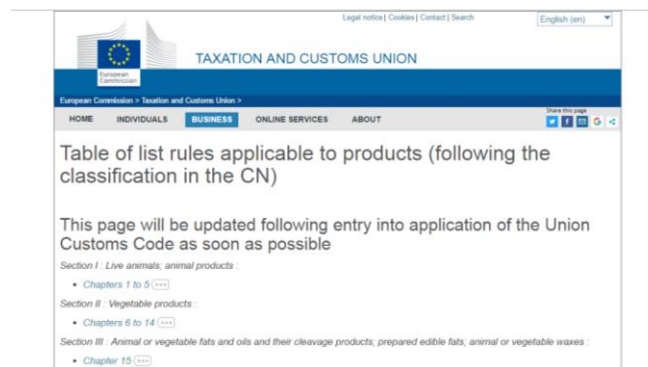 Legal notice | Cookies | Contact | Search
English (en)
European
Commission
TAXATION AND CUSTOMS UNION
European Commission > Taxation and Customs Union >
Share this page
HOME INDIVIDUALS BUSINESS ONLINE SERVICES ABOUT
Table of list rules applicable to products (following the
classification in the CN)
This page will be updated following entry into application of the Union
Customs Code as soon as possible
Section I : Live animals; animal products :
• Chapters 1 to 5
Section II : Vegetable products :
• Chapters 6 to 14
Section III : Animal or vegetable fats and oils and their cleavage products; prepared edible fats; animal or vegetable waxes :
• Chapter 15